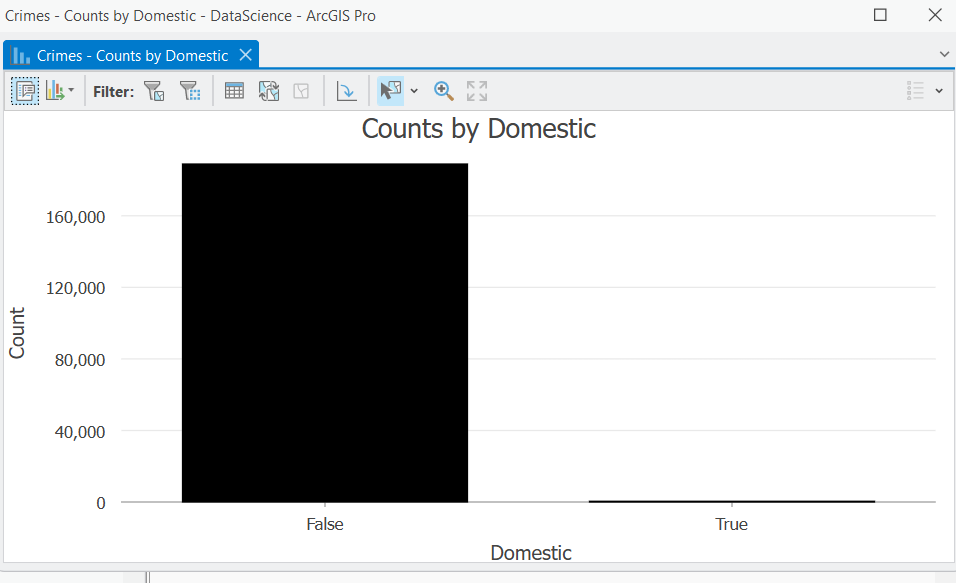 Crimes - Counts by Domestic - DataScience - ArcGIS Pro
Crimes - Counts by Domestic
Filter:
Counts by Domestic
160,000
120,000
80,000
40,000
0
Count
False True
Domestic